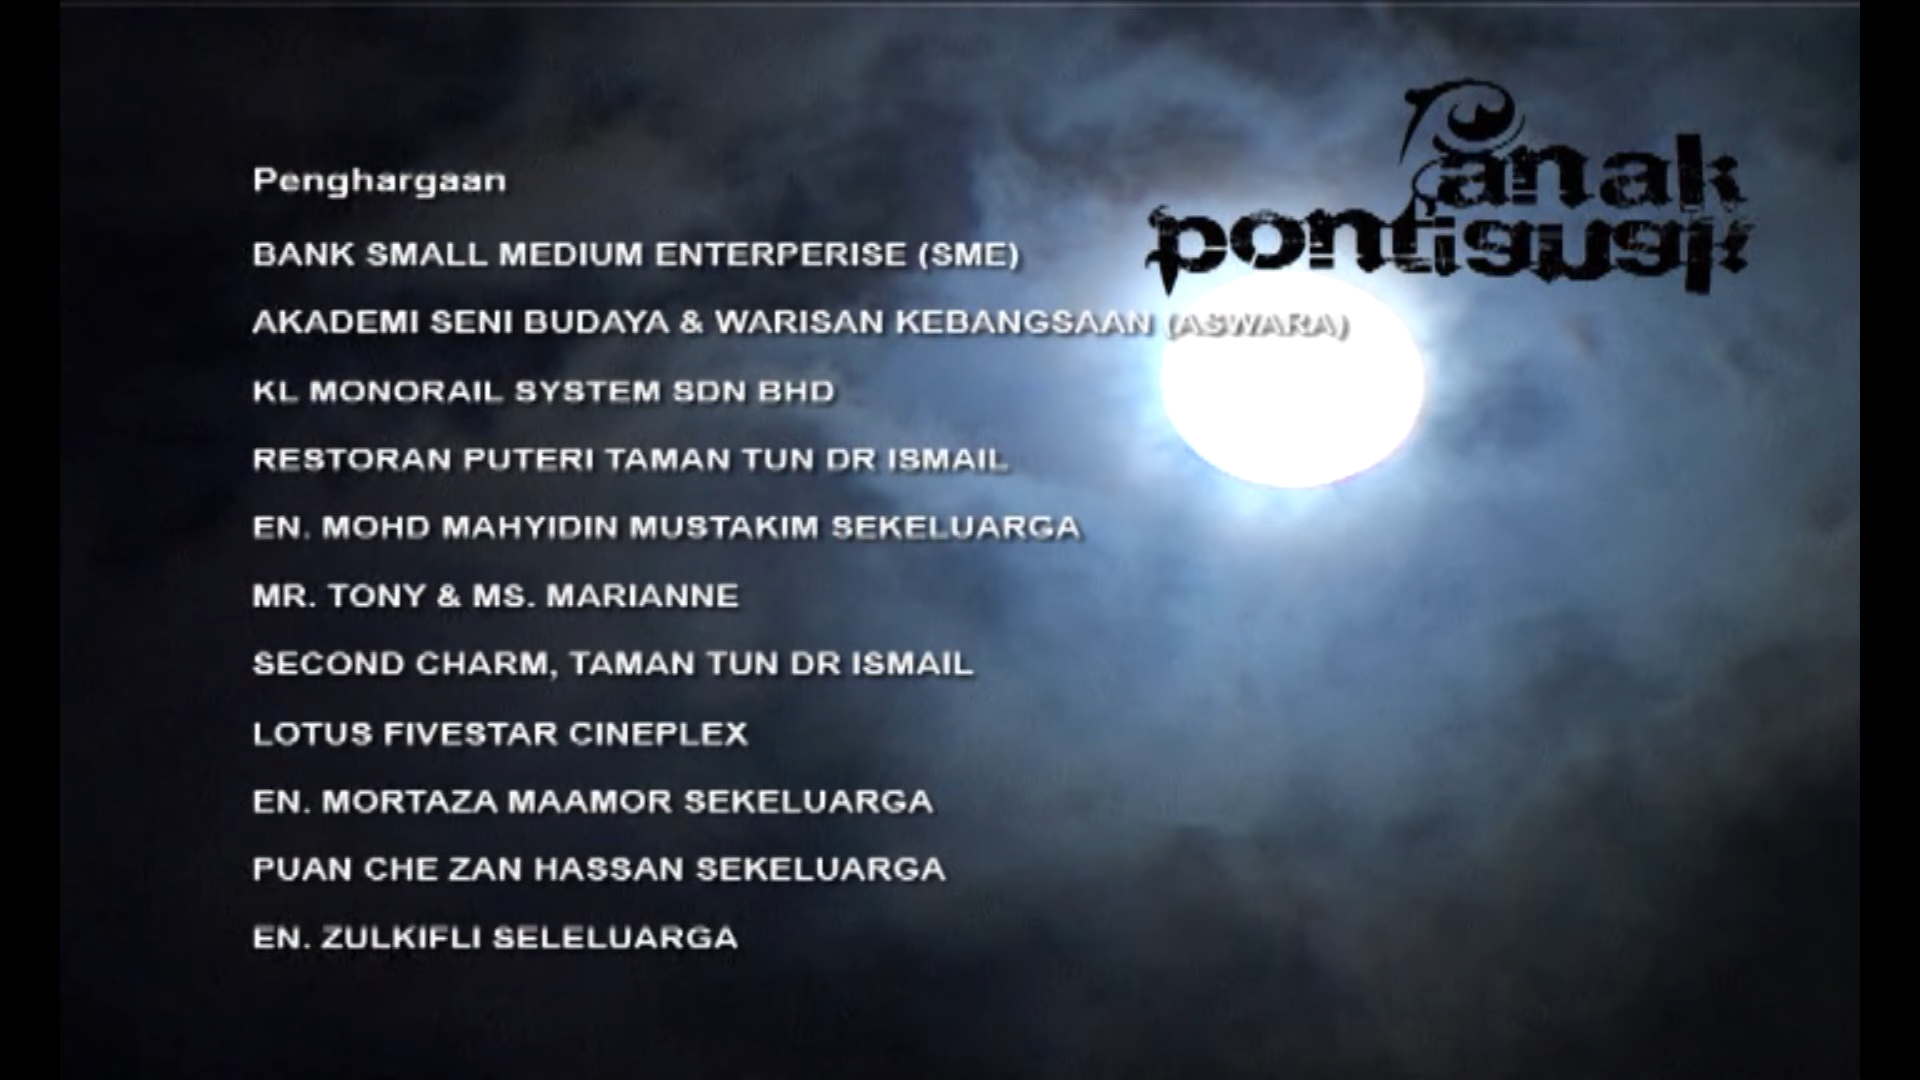 anak
pontianak
Penghargaan
BANK SMALL MEDIUM ENTERPERISE (SME)
AKADEMI SENI BUDAYA & WARISAN KEBANGSAAN (ASWARA)
KL MONORAIL SYSTEM SDN BHD
RESTORAN PUTERI TAMAN TUN DR ISMAIL
EN. MOHD MAHYIDIN MUSTAKIM SEKELUARGA
MR. TONY & MS. MARIANNE
SECOND CHARM, TAMAN TUN DR ISMAIL
LOTUS FIVESTAR CINEPLEX
EN. MORTAZA MAAMOR SEKELUARGA
PUAN CHE ZAN HASSAN SEKELUARGA
EN. ZULKIFLI SELELUARGA